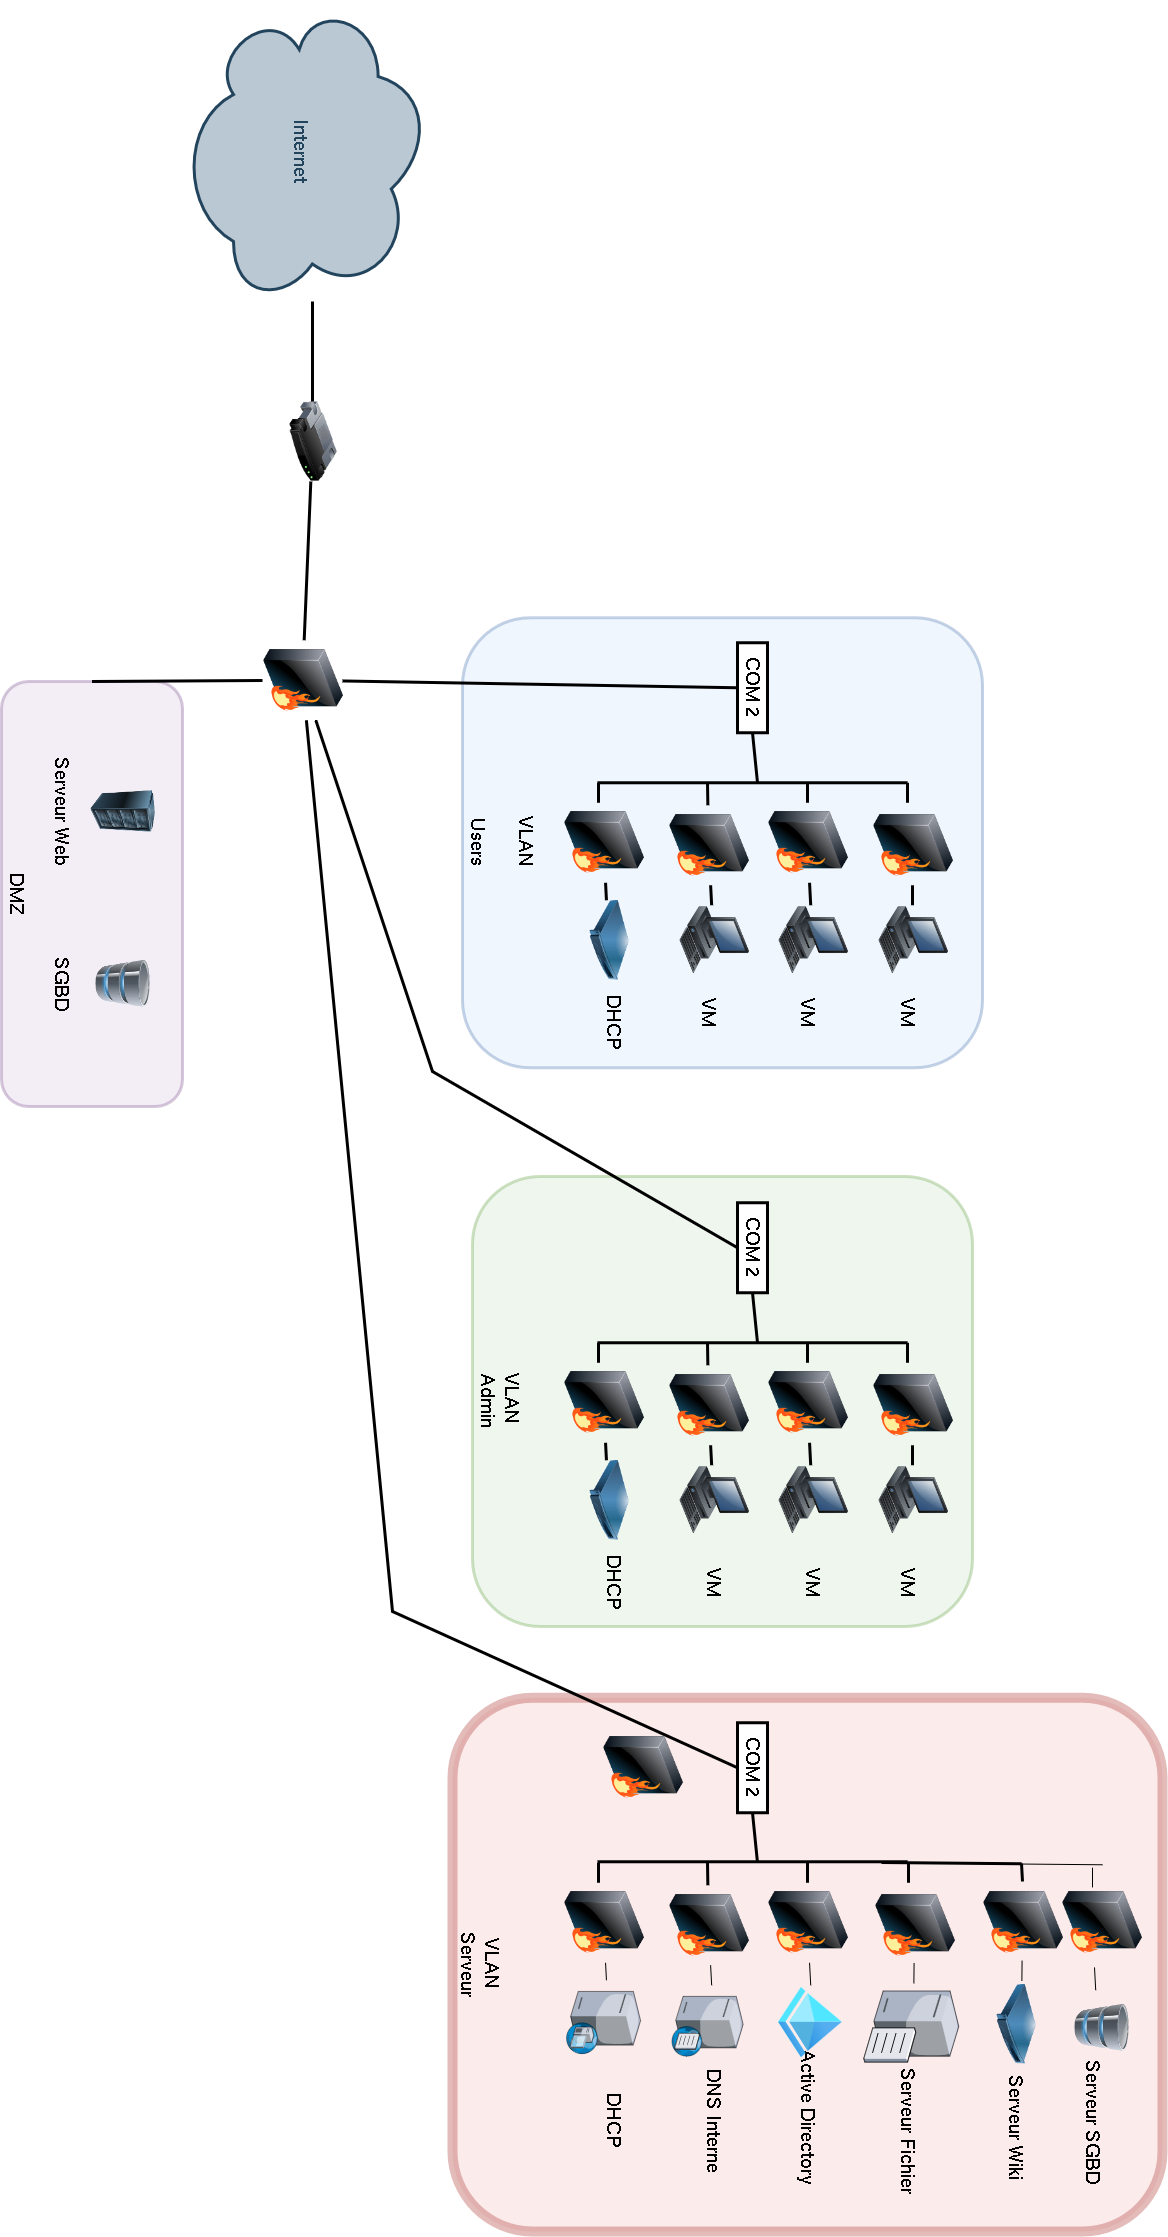 Internet
COM 2
VLAN
Users
DHCP
VM
VM
VM
Serveur Web
SGBD
DMZ
COM 2
VLAN
Admin
DHCP
VM
VM
VM
COM 2
VLAN
Serveur
DHCP
DNS Interne
Active Directory
Serveur Fichier
Serveur Wiki
Serveur SGBD